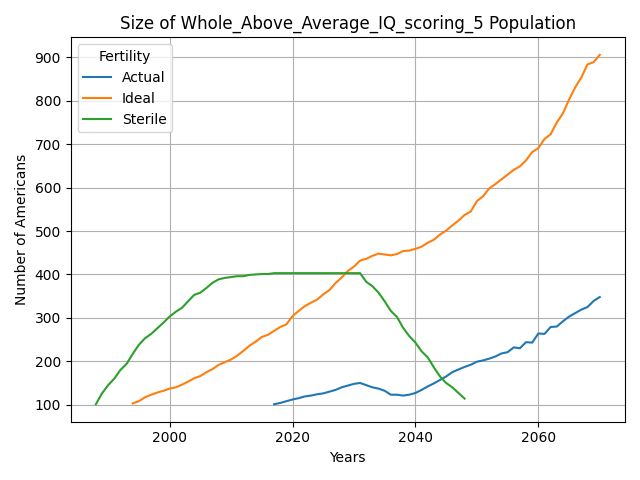 Size of Whole_Above_Average_IQ_scoring_5 Population
Fertility
Actual
Ideal
Sterile
Number of Americans
900
800
700
600
500
400
300
200
100
2000
2020
2040
2060
Years